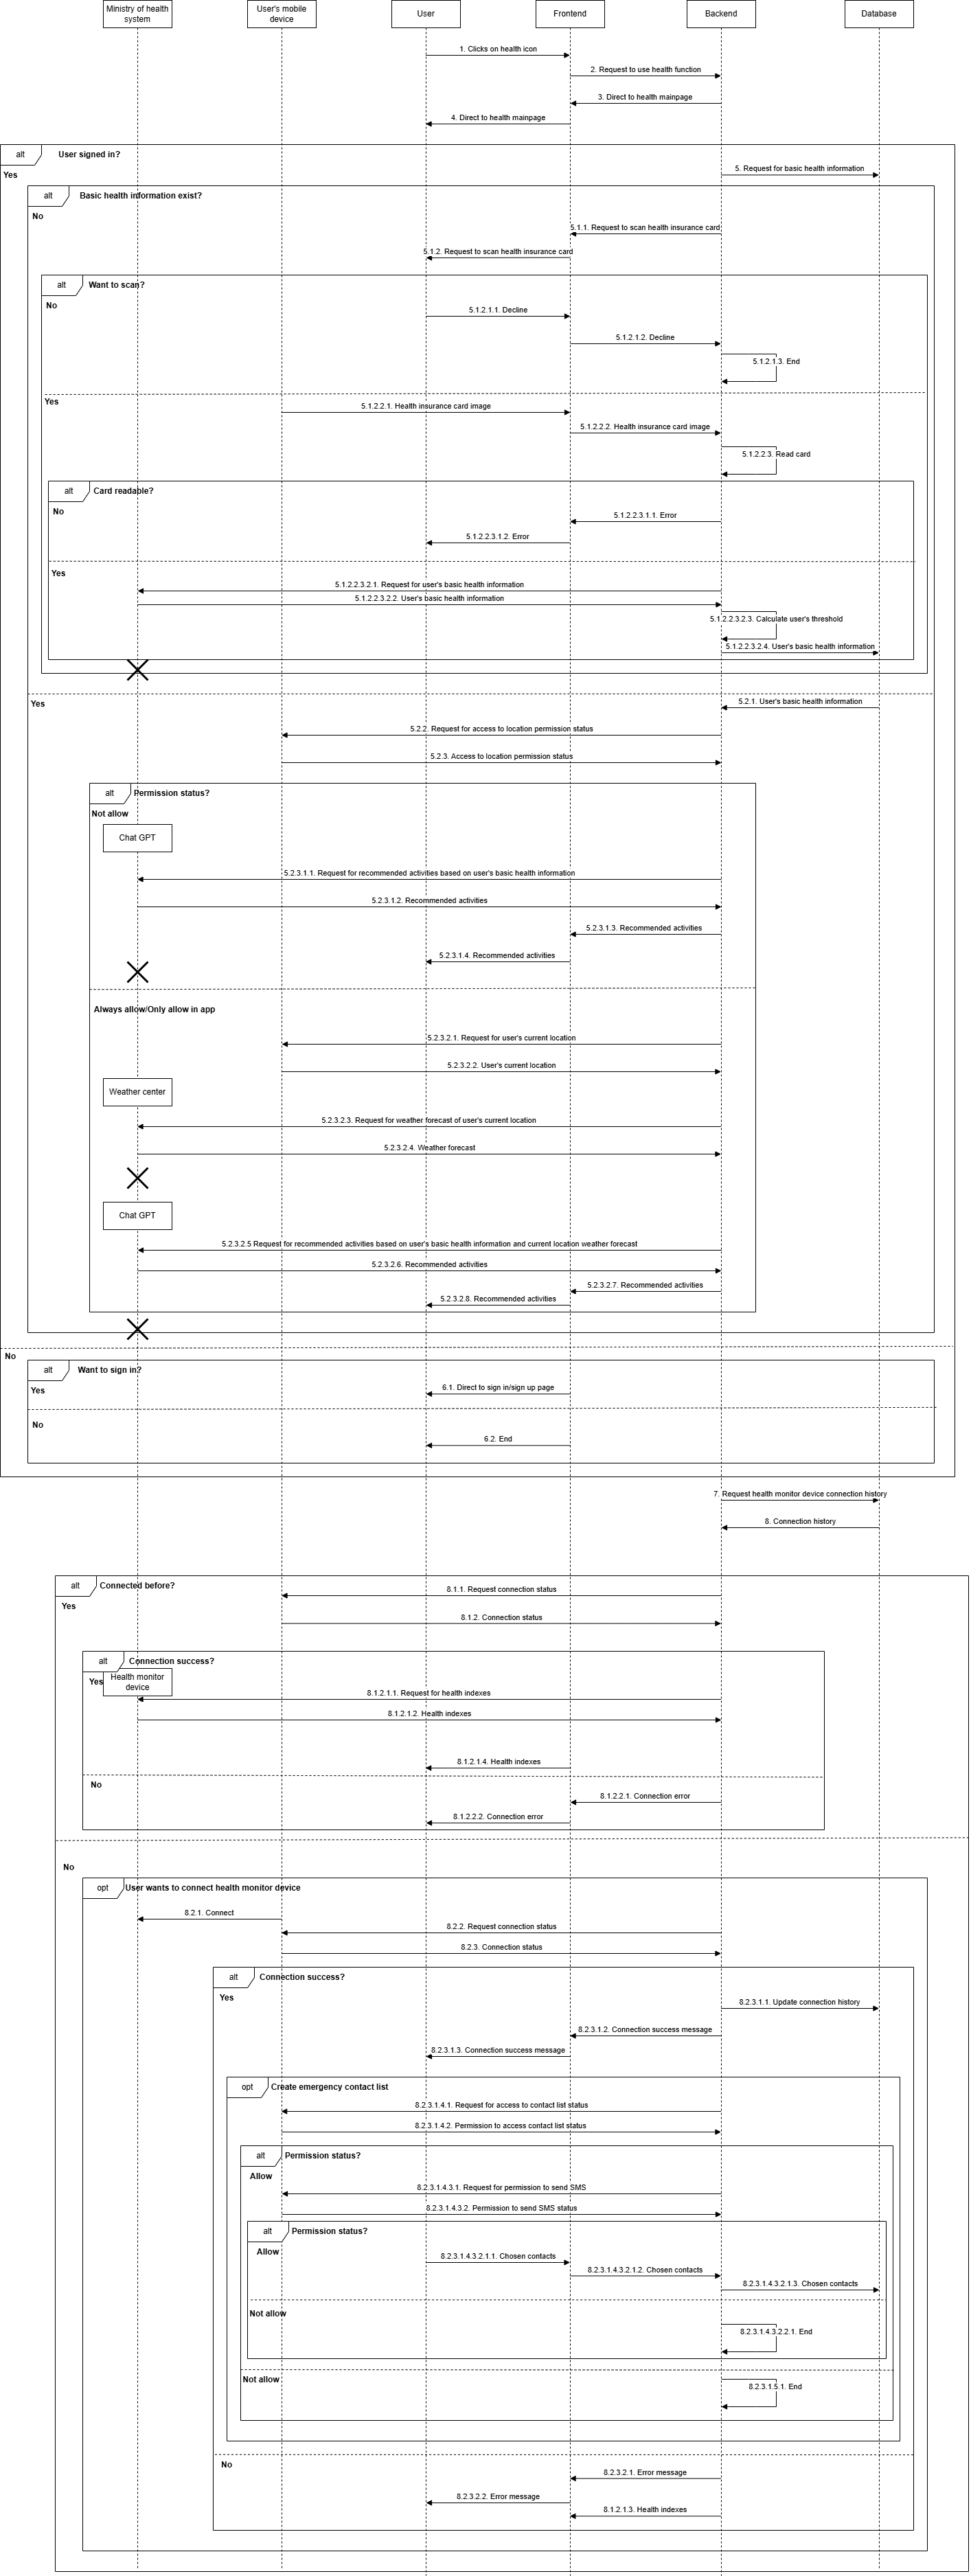 Ministry of health
system
User's mobile
device
User
Frontend
Backend
Database
1. Clicks on health icon
2. Request to use health function
3. Direct to health mainpage
4. Direct to health mainpage
alt
User signed in?
Yes
5. Request for basic health information
alt
Basic health information exist?
No
5.1.1. Request to scan health insurance card
5.1.2. Request to scan health insurance card
alt
Want to scan?
No
5.1.2.1.1. Decline
5.1.2.1.2. Decline
5.1.2.1.3. End
Yes
5.1.2.2.1. Health insurance card image
5.1.2.2.2. Health insurance card image
5.1.2.2.3. Read card
alt
Card readable?
No
5.1.2.2.3.1.1. Error
5.1.2.2.3.1.2. Error
Yes
5.1.2.2.3.2.1. Request for user's basic health information
5.1.2.2.3.2.2. User's basic health information
5.1.2.2.3.2.3. Calculate user's threshold
5.1.2.2.3.2.4. User's basic health information
Yes
5.2.1. User's basic health information
5.2.2. Request for access to location permission status
5.2.3. Access to location permission status
alt
Permission status?
Not allow
Chat GPT
5.2.3.1.1. Request for recommended activities based on user's basic health information
5.2.3.1.2. Recommended activities
5.2.3.1.3. Recommended activities
5.2.3.1.4. Recommended activities
Always allow/Only allow in app
5.2.3.2.1. Request for user's current location
5.2.3.2.2. User's current location
Weather center
5.2.3.2.3. Request for weather forecast of user's current location
5.2.3.2.4. Weather forecast
Chat GPT
5.2.3.2.5 Request for recommended activities based on user's basic health information and current location weather forecast
5.2.3.2.6. Recommended activities
5.2.3.2.7. Recommended activities
5.2.3.2.8. Recommended activities
No
alt
Want to sign in?
Yes
6.1. Direct to sign in/sign up page
No
6.2. End
7. Request health monitor device connection history
8. Connection history
alt
Connected before?
Yes
8.1.1. Request connection status
8.1.2. Connection status
alt
Connection success?
Yes
Health monitor
device
8.1.2.1.1. Request for health indexes
8.1.2.1.2. Health indexes
8.1.2.1.4. Health indexes
No
8.1.2.2.1. Connection error
8.1.2.2.2. Connection error
No
opt
User wants to connect health monitor device
8.2.1. Connect
8.2.2. Request connection status
8.2.3. Connection status
alt
Connection success?
Yes
8.2.3.1.1. Update connection history
8.2.3.1.2. Connection success message
8.2.3.1.3. Connection success message
opt
Create emergency contact list
8.2.3.1.4.1. Request for access to contact list status
8.2.3.1.4.2. Permission to access contact list status
alt
Permission status?
Allow
8.2.3.1.4.3.1. Request for permission to send SMS
8.2.3.1.4.3.2. Permission to send SMS status
alt
Permission status?
Allow
8.2.3.1.4.3.2.1.1. Chosen contacts
8.2.3.1.4.3.2.1.2. Chosen contacts
8.2.3.1.4.3.2.1.3. Chosen contacts
Not allow
8.2.3.1.4.3.2.2.1. End
Not allow
8.2.3.1.5.1. End
No
8.2.3.2.1. Error message
8.2.3.2.2. Error message
8.1.2.1.3. Health indexes